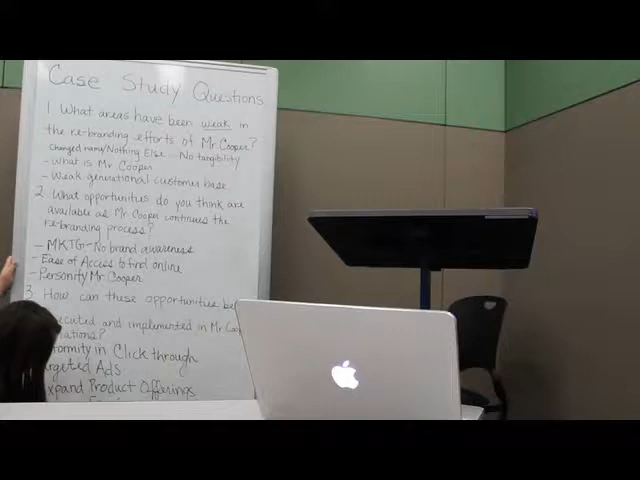 Case Study Questions
1 What areas have been weak in
the re-branding efforts of Mr Cooper?
Changed name/Nothing Else No tangibility
- What is Mr Cooper
- Weak generational customer base
2. What opportunities do you think are
available as Mr Cooper continues the
re-branding process?
- MKTG - No brand awareness
- Ease of Access to find online
- Personify Mr Cooper
3. How can these opportunities be
ecuted and implemented in Mr Coo
rations?
formity in Click through
rgeted Ads
xpand Product Offerings